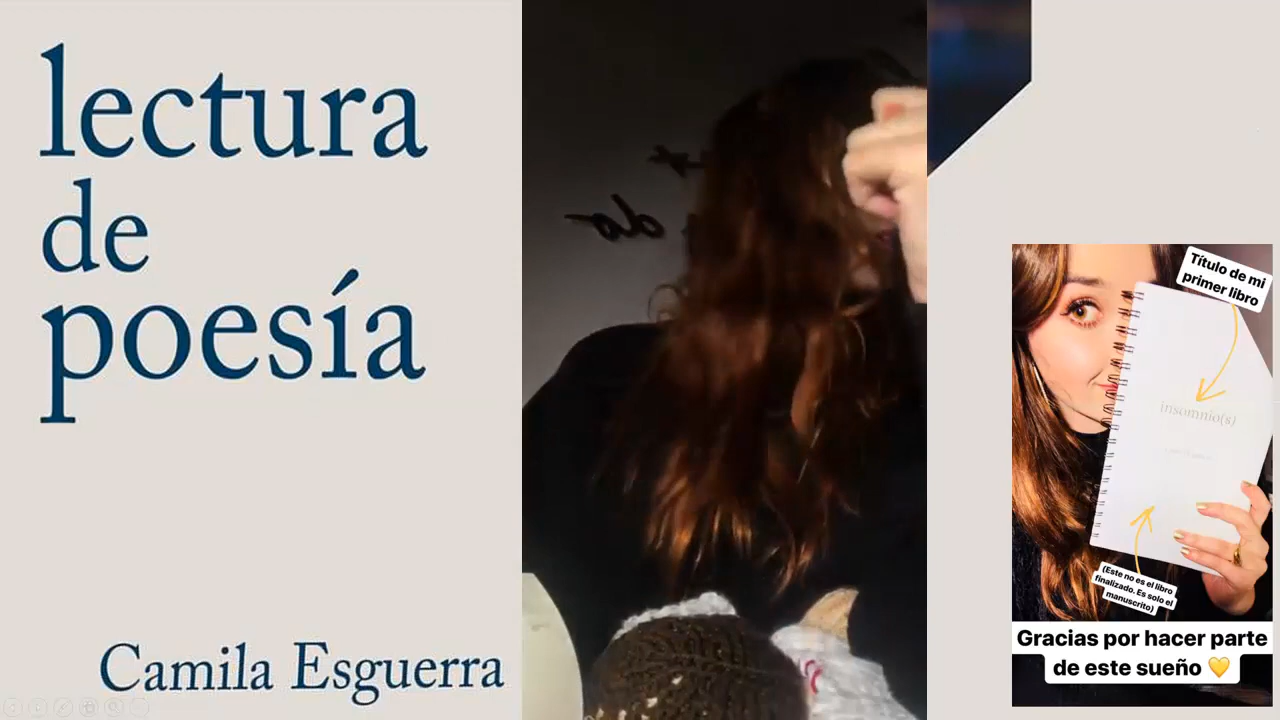 lectura
de
poesía
Camila Esguerra
do
Título de mi
primer libro
insomnio(s)
(Este no es el libro
finalizado. Es solo el
manuscrito)
Gracias por hacer parte
de este sueño 💛